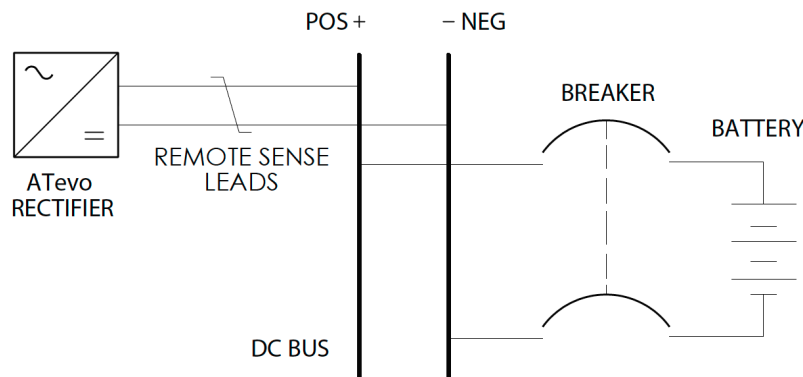 POS +
– NEG
BREAKER
BATTERY
REMOTE SENSE
LEADS
ATevo
RECTIFIER
DC BUS